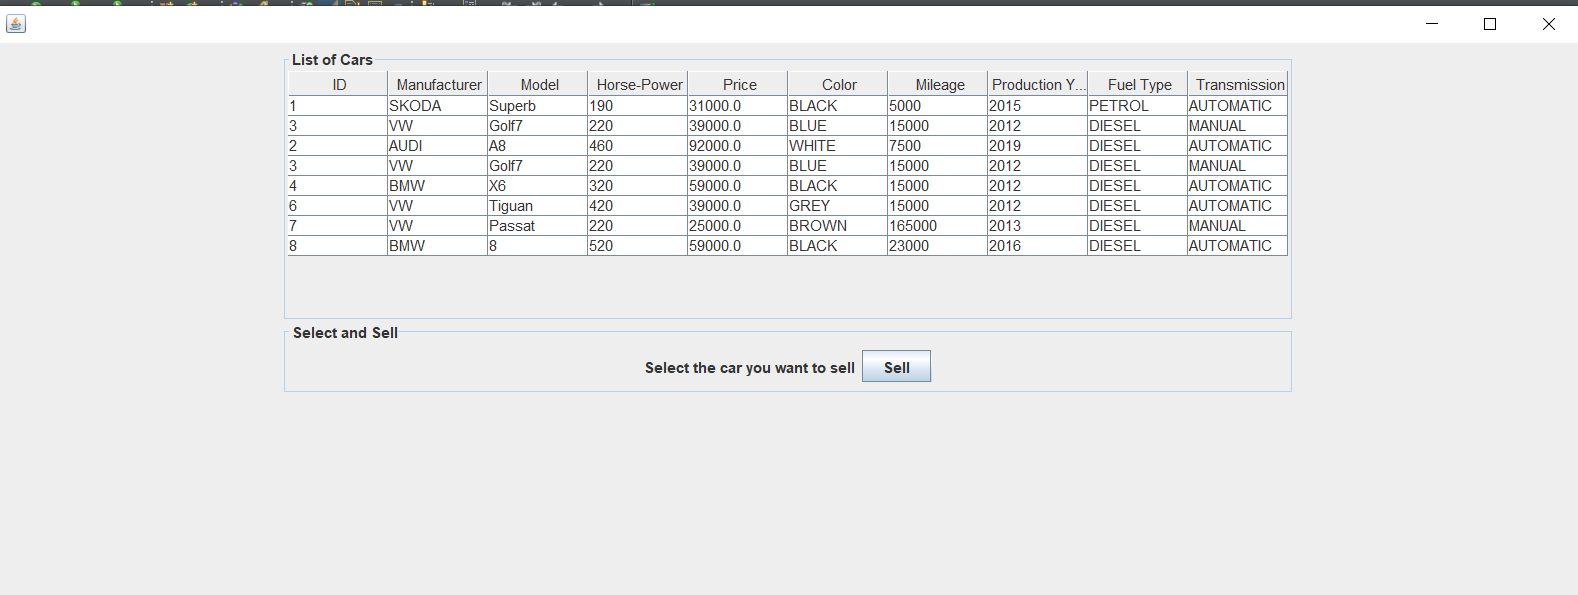 List of Cars
ID Manufacturer Model Horse-Power Price Color Mileage Production Y... Fuel Type Transmission
1 SKODA Superb 190 31000.0 BLACK 5000 2015 PETROL AUTOMATIC
3 VW Golf7 220 39000.0 BLUE 15000 2012 DIESEL MANUAL
2 AUDI A8 460 92000.0 WHITE 7500 2019 DIESEL AUTOMATIC
3 VW Golf7 220 39000.0 BLUE 15000 2012 DIESEL MANUAL
4 BMW X6 320 59000.0 BLACK 15000 2012 DIESEL AUTOMATIC
6 VW Tiguan 420 39000.0 GREY 15000 2012 DIESEL AUTOMATIC
7 VW Passat 220 25000.0 BROWN 165000 2013 DIESEL MANUAL
8 BMW 8 520 59000.0 BLACK 23000 2016 DIESEL AUTOMATIC
Select and Sell
Select the car you want to sell Sell